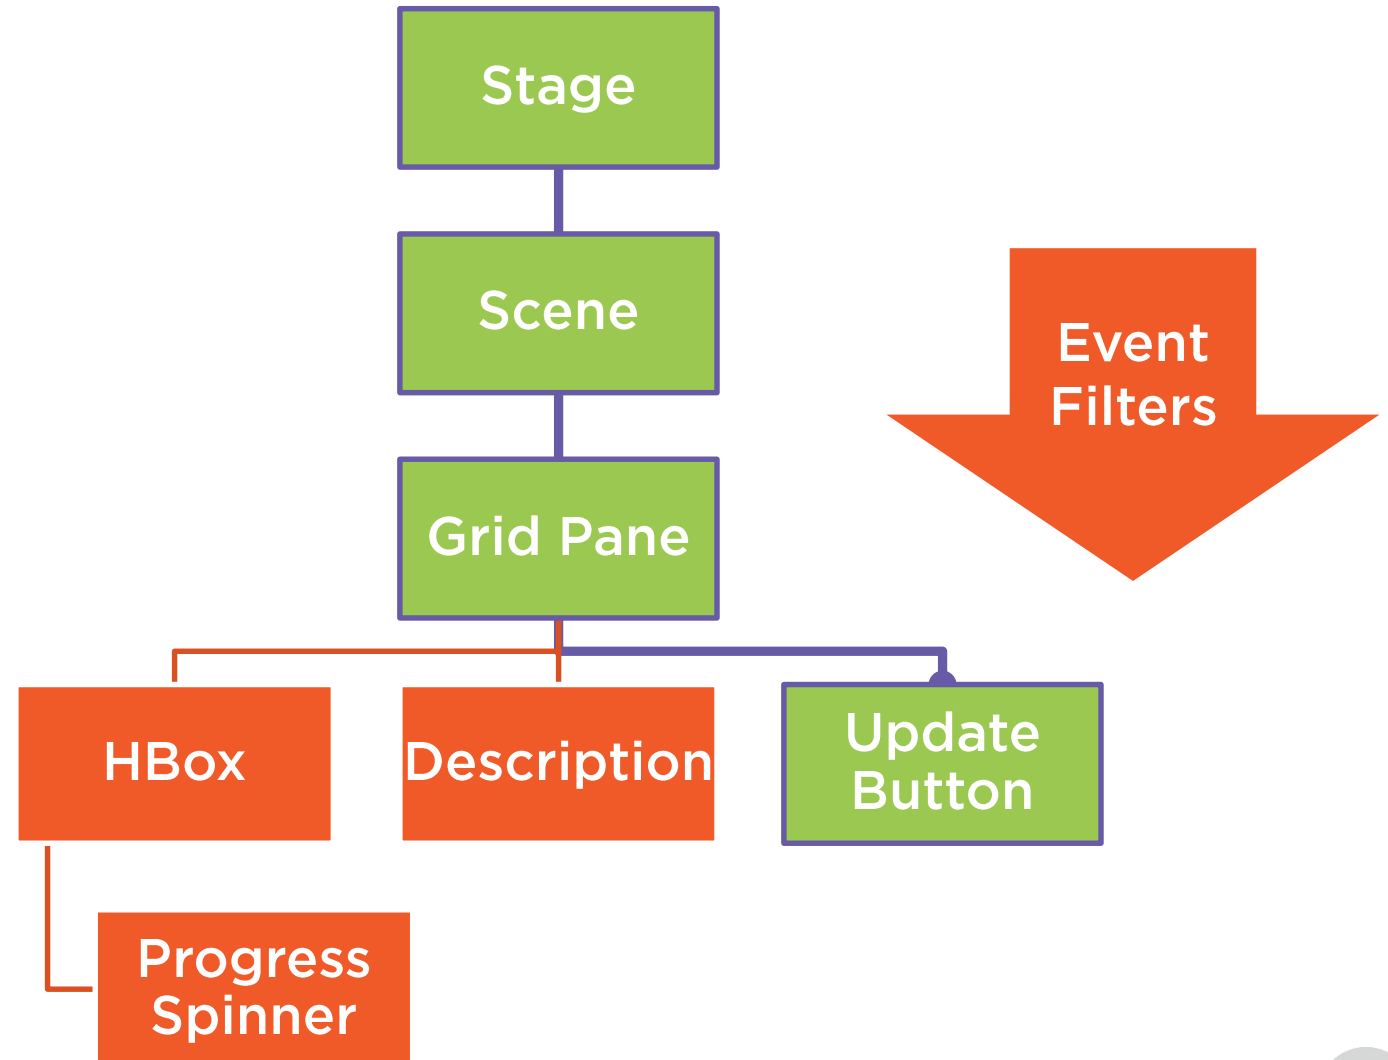 Stage
Scene
Event
Filters
Grid Pane
HBox
Description
Update
Button
Progress
Spinner